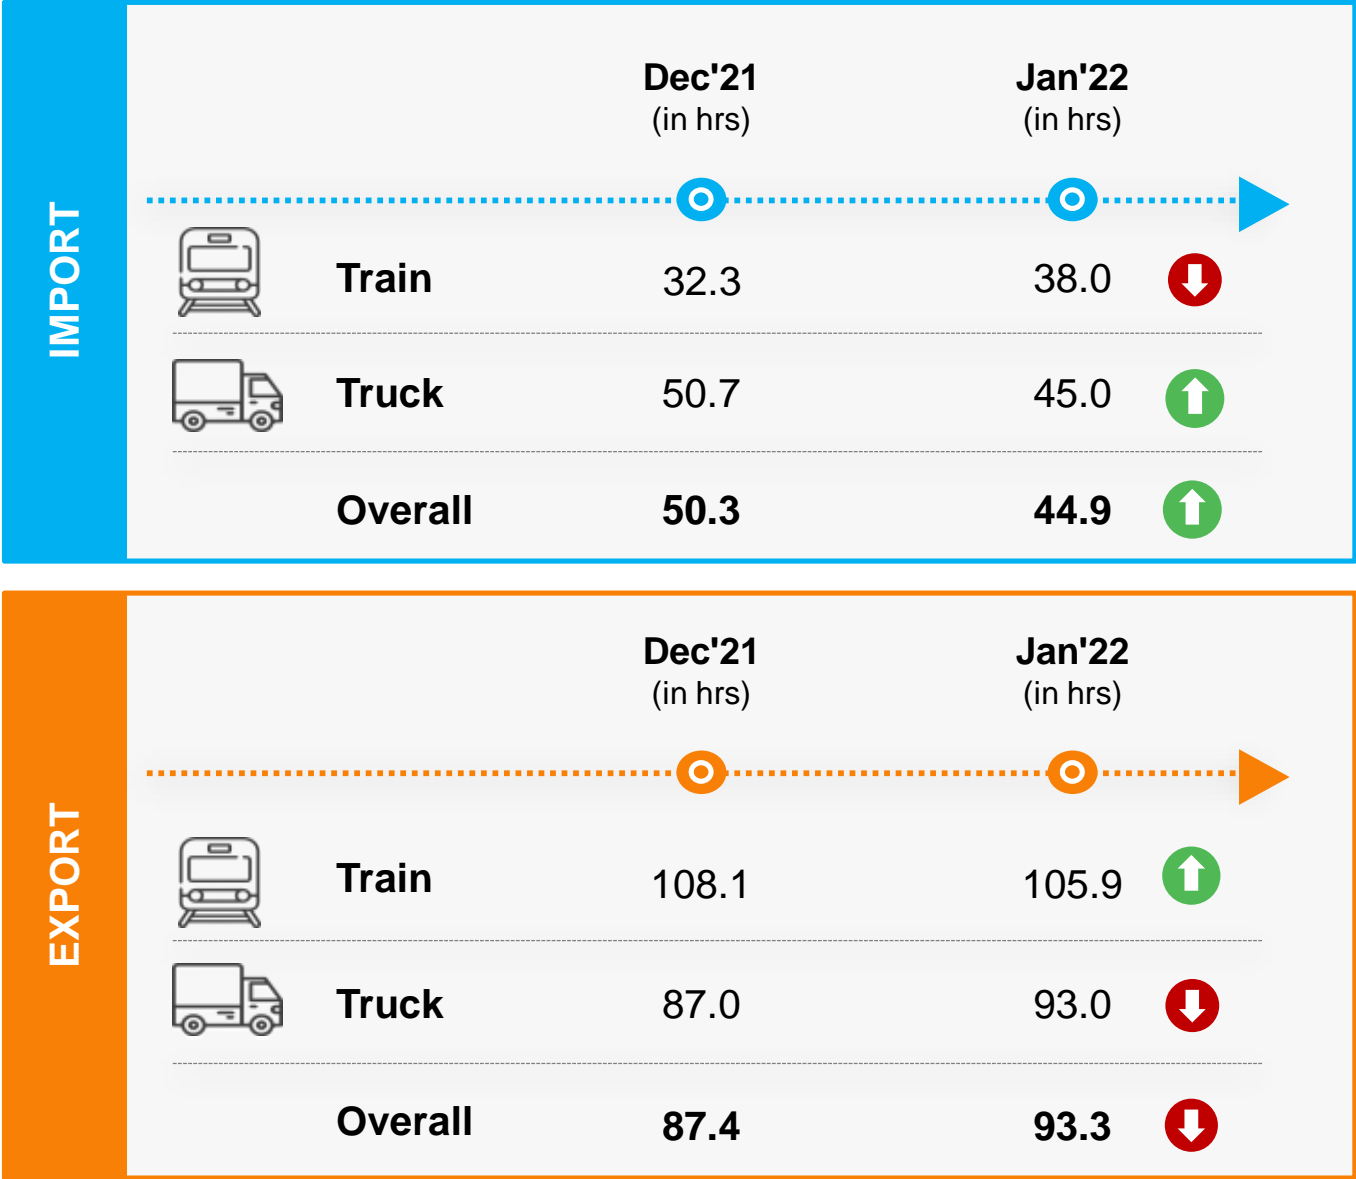 IMPORT
Dec'21 Jan'22
(in hrs) (in hrs)
Train 32.3 38.0
Truck 50.7 45.0
Overall 50.3 44.9
EXPORT
Dec'21 Jan'22
(in hrs) (in hrs)
Train 108.1 105.9
Truck 87.0 93.0
Overall 87.4 93.3